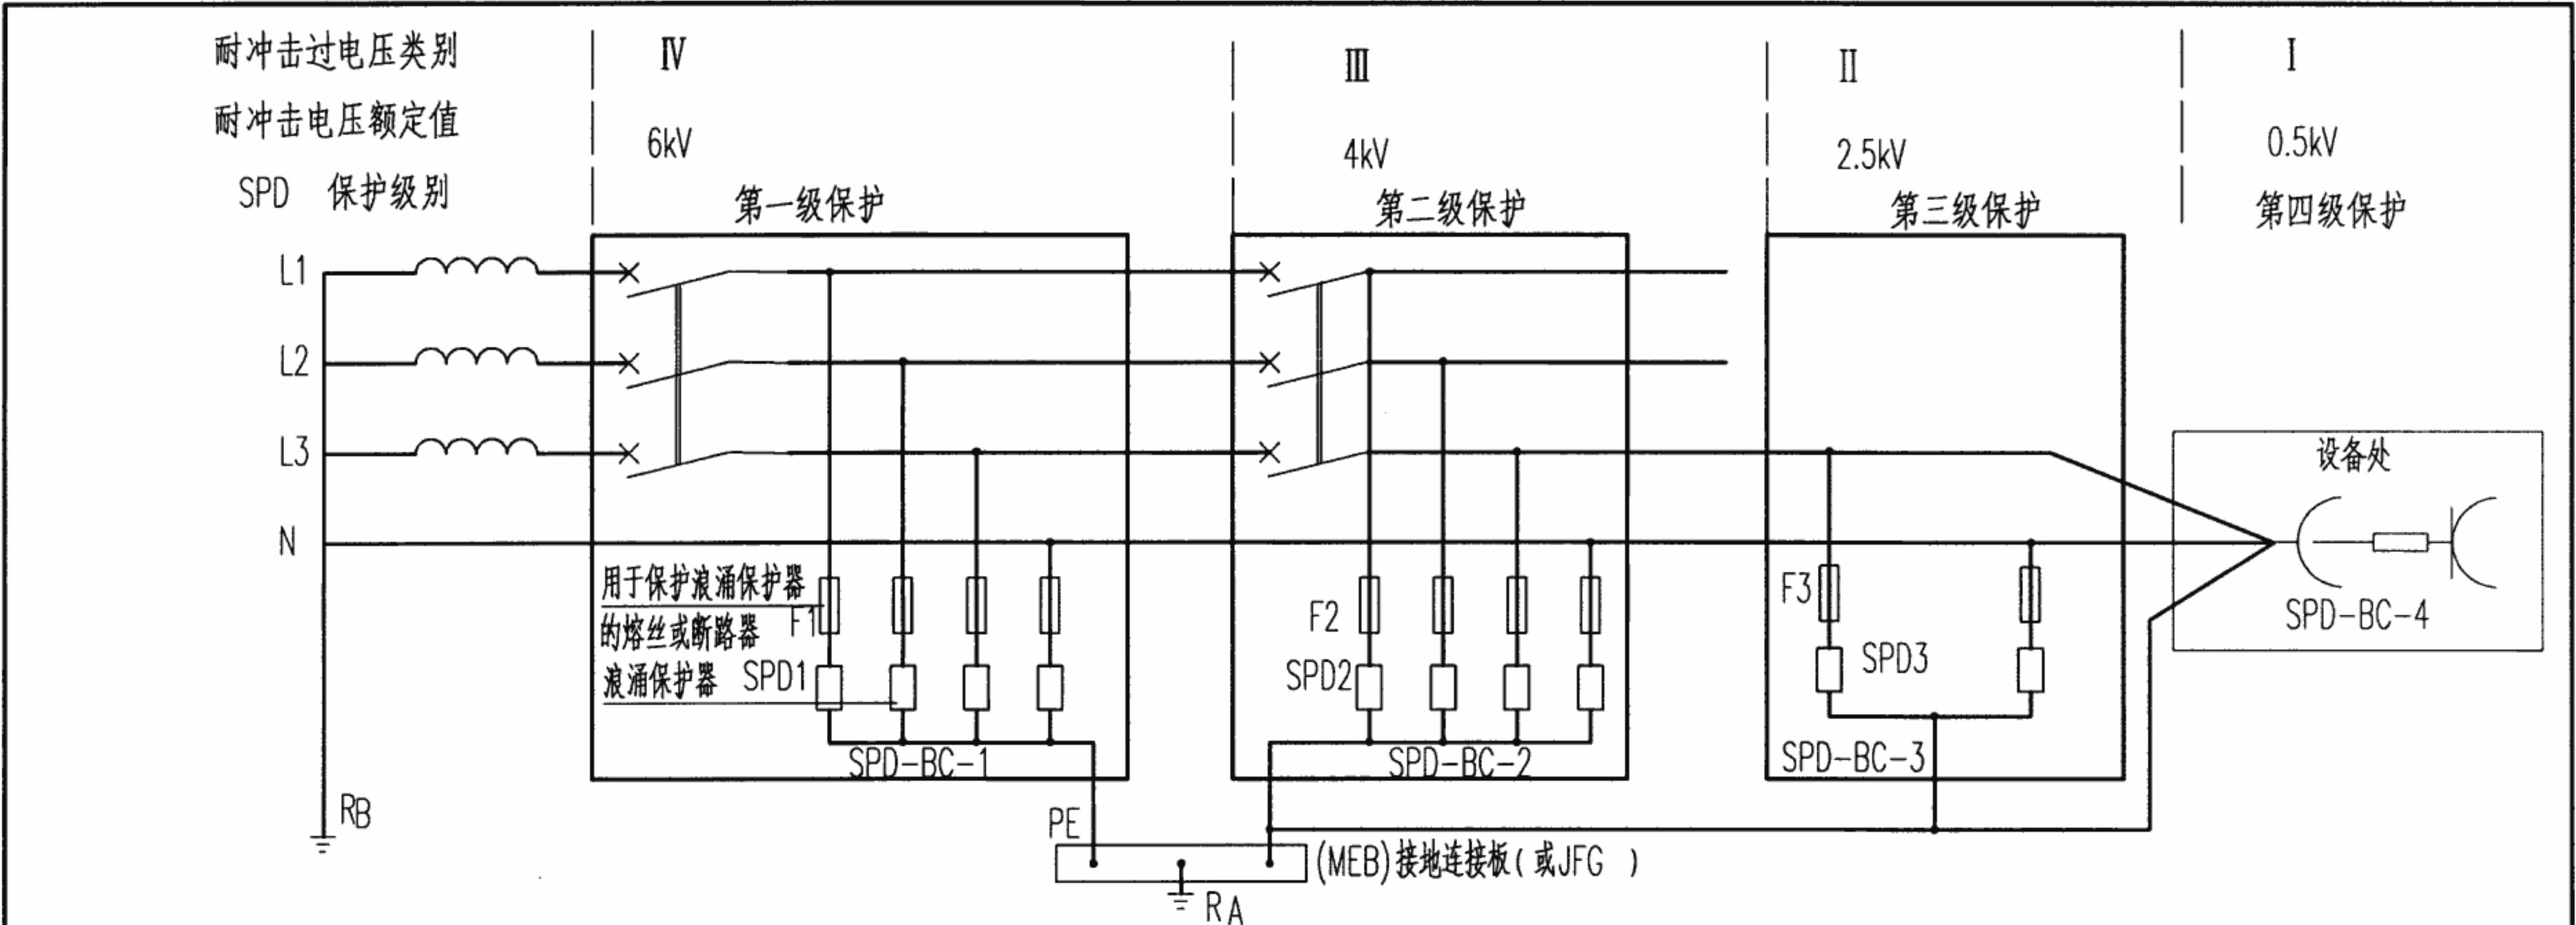 耐冲击过电压类别 Ⅳ Ⅲ Ⅱ Ⅰ
耐冲击电压额定值 6kV 4kV 2.5kV 0.5kV
SPD 保护级别 第一级保护 第二级保护 第三级保护 第四级保护
L1
L2
L3
设备处
N
用于保护浪涌保护器
的熔丝或断路器 F1
浪涌保护器 SPD1
SPD-BC-1
F2
SPD2
SPD-BC-2
F3
SPD3
SPD-BC-3
SPD-BC-4
RB
PE
(MEB)接地连接板(或JFG )
RA